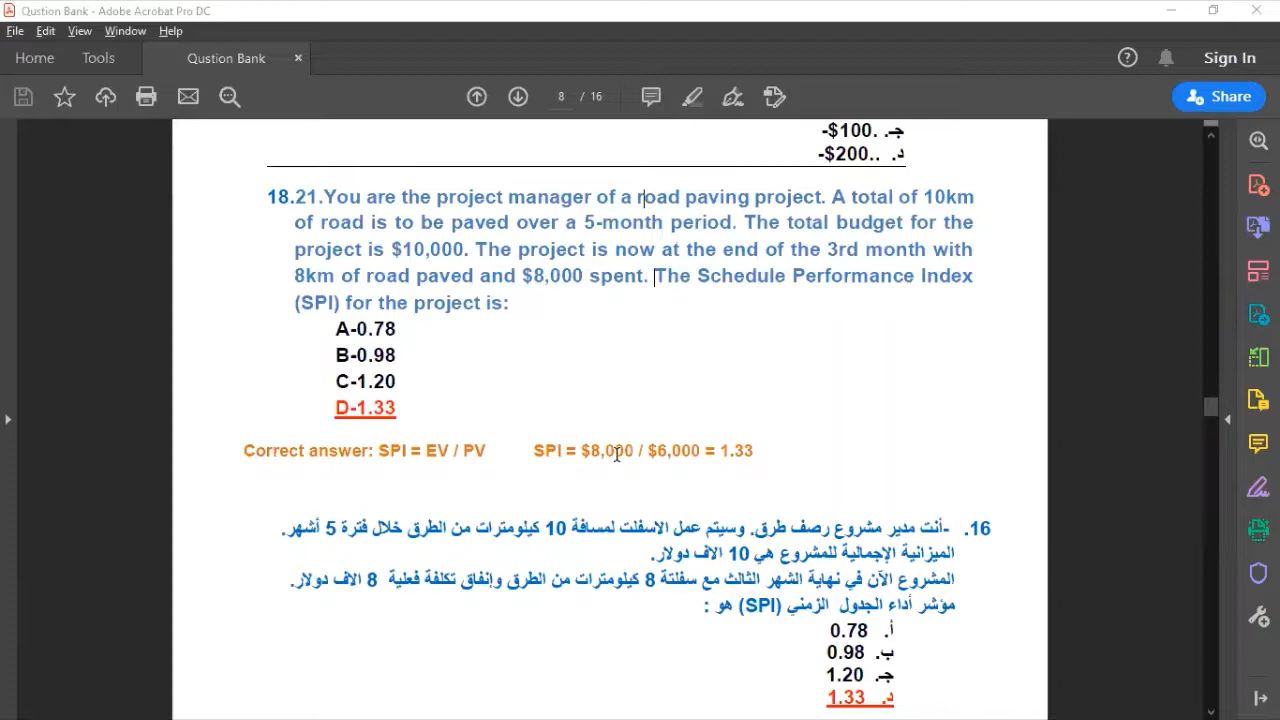 Qustion Bank - Adobe Acrobat Pro DC
File Edit View Window Help
Home Tools Qustion Bank × Sign In
8 / 16 Share
ج. .$100-
د. ..$200-
18.21.You are the project manager of a road paving project. A total of 10km
of road is to be paved over a 5-month period. The total budget for the
project is $10,000. The project is now at the end of the 3rd month with
8km of road paved and $8,000 spent. The Schedule Performance Index
(SPI) for the project is:
A-0.78
B-0.98
C-1.20
D-1.33
Correct answer: SPI = EV / PV SPI = $8,000 / $6,000 = 1.33
16. -أنت مدير مشروع رصف طرق. وسيتم عمل الاسفلت لمسافة 10 كيلومترات من الطرق خلال فترة 5 أشهر.
الميزانية الإجمالية للمشروع هي 10 الاف دولار.
المشروع الآن في نهاية الشهر الثالث مع سفلتة 8 كيلومترات من الطرق وإنفاق تكلفة فعلية 8 الاف دولار.
مؤشر أداء الجدول الزمني (SPI) هو :
أ. 0.78
ب. 0.98
ج. 1.20
د. 1.33